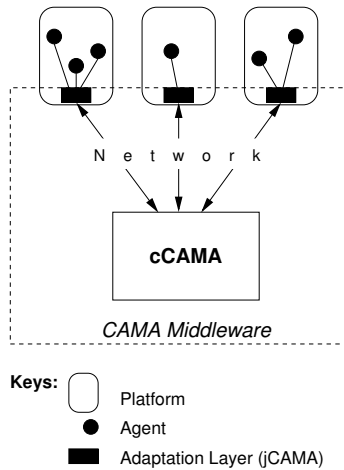 N e t w o r k
cCAMA
CAMA Middleware
Keys:
Platform
Agent
Adaptation Layer (jCAMA)